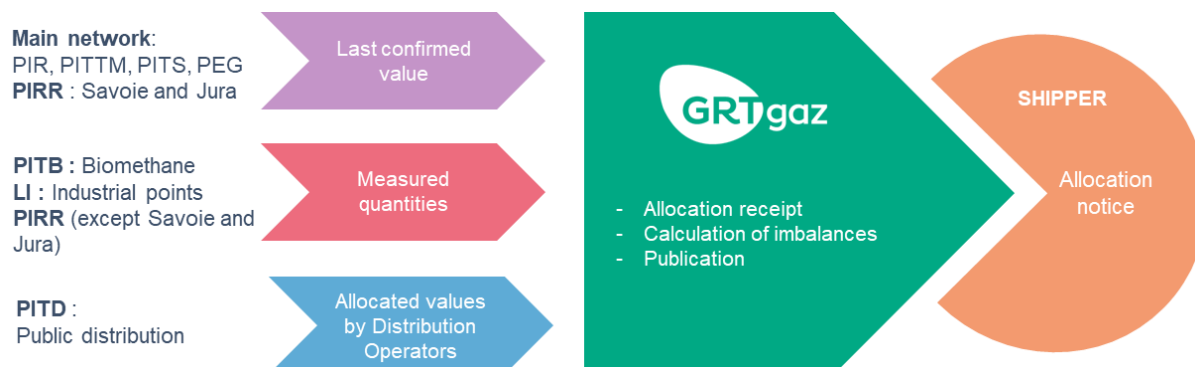 Main network:
PIR, PITTM, PITS, PEG
PIRR : Savoie and Jura
Last confirmed
value
PITB : Biomethane
LI : Industrial points
PIRR (except Savoie and
Jura)
Measured
quantities
PITD :
Public distribution
Allocated values
by Distribution
Operators
GRTgaz
- Allocation receipt
- Calculation of imbalances
- Publication
SHIPPER
Allocation
notice